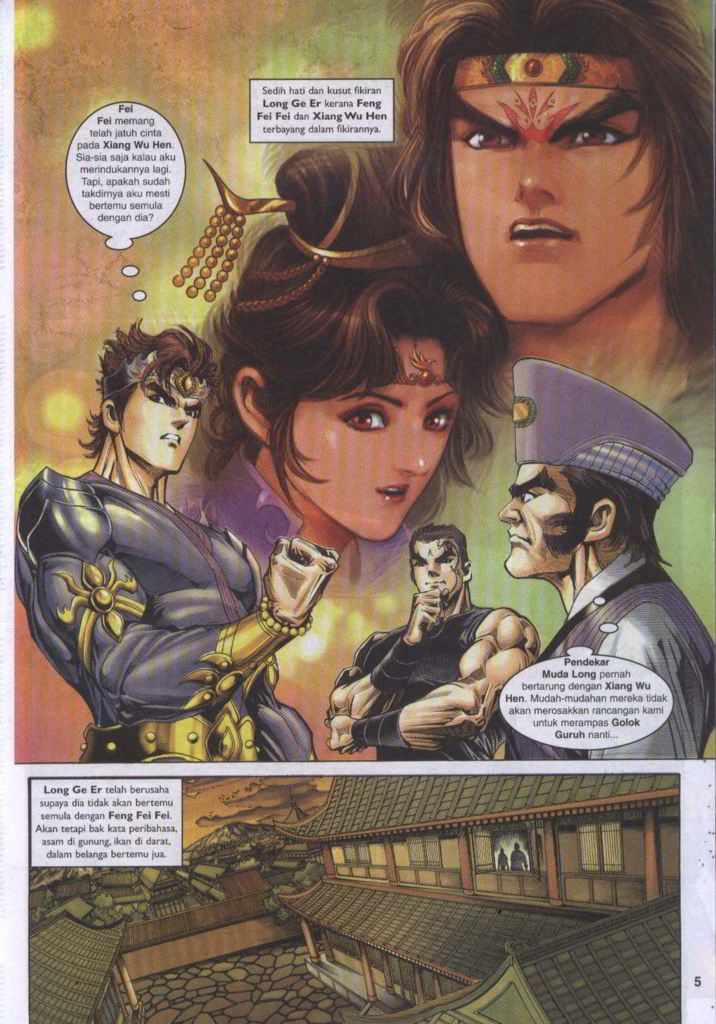 Sedih hati dan kusut fikiran
Long Ge Er kerana Feng
Fei Fei dan Xiang Wu Hen
terbayang dalam fikirannya.
Fei
Fei memang
telah jatuh cinta
pada Xiang Wu Hen.
Sia-sia saja kalau aku
merindukannya lagi.
Tapi, apakah sudah
takdirnya aku mesti
bertemu semula
dengan dia?
Pendekar
Muda Long pernah
bertarung dengan Xiang Wu
Hen. Mudah-mudahan mereka tidak
akan merosakkan rancangan kami
untuk merampas Golok
Guruh nanti...
Long Ge Er telah berusaha
supaya dia tidak akan bertemu
semula dengan Feng Fei Fei.
Akan tetapi bak kata peribahasa,
asam di gunung, ikan di darat,
dalam belanga bertemu jua.
5